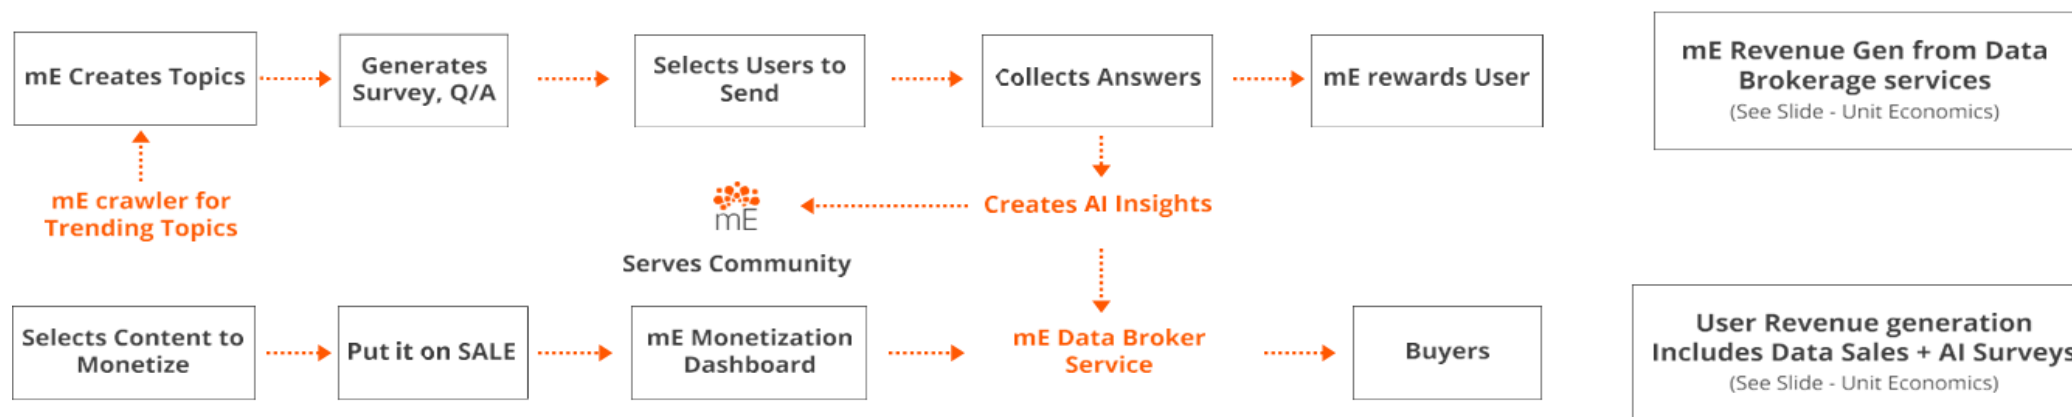 mE Creates Topics
Generates
Survey, Q/A
Selects Users to
Send
Collects Answers
mE rewards User
mE Revenue Gen from Data
Brokerage services
(See Slide - Unit Economics)
mE crawler for
Trending Topics
mE
Serves Community
Creates AI Insights
Selects Content to
Monetize
Put it on SALE
mE Monetization
Dashboard
mE Data Broker
Service
Buyers
User Revenue generation
Includes Data Sales + AI Surveys
(See Slide - Unit Economics)